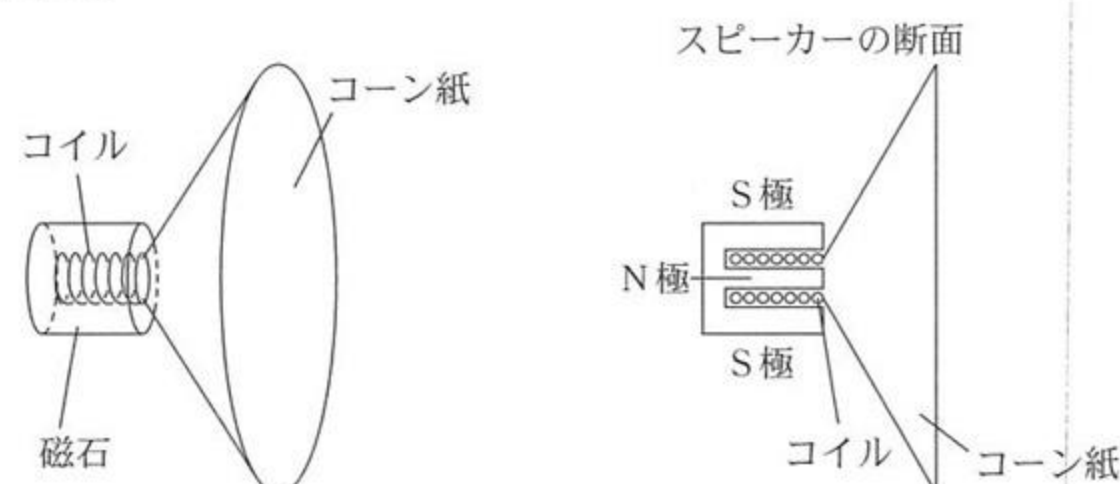 コーン紙
コイル
磁石
スピーカーの断面
S極
N極
S極
コイル
コーン紙